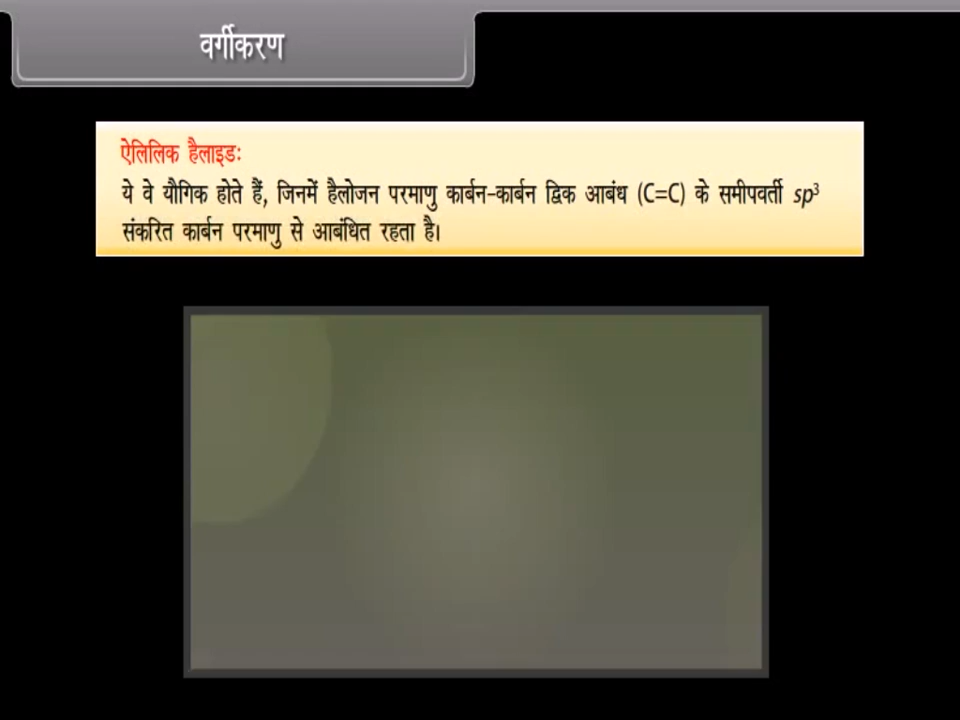 वर्गीकरण
ऐलिलिक हैलाइडः
ये वे यौगिक होते हैं, जिनमें हैलोजन परमाणु कार्बन-कार्बन द्विक आबंध (C=C) के समीपवर्ती sp³
संकरित कार्बन परमाणु से आबंधित रहता है।